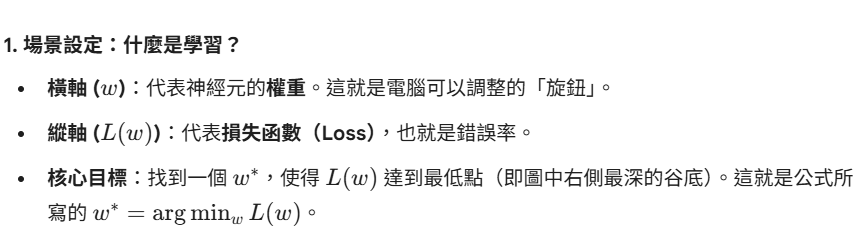 1. 場景設定：什麼是學習？
• 橫軸 (w)：代表神經元的權重。這就是電腦可以調整的「旋鈕」。
• 縱軸 (L(w))：代表損失函數（Loss），也就是錯誤率。
• 核心目標：找到一個 w*，使得 L(w) 達到最低點（即圖中右側最深的谷底）。這就是公式所
寫的 w* = arg min_w L(w)。